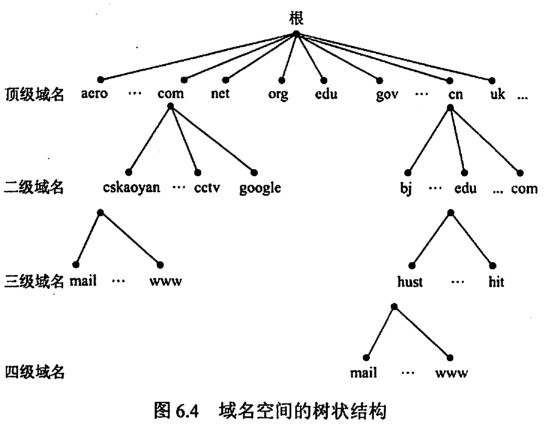 根
顶级域名 aero … com net org edu gov … cn uk ...
二级域名 cskaoyan … cctv google bj … edu ... com
三级域名 mail … www hust … hit
四级域名 mail … www
图 6.4 域名空间的树状结构